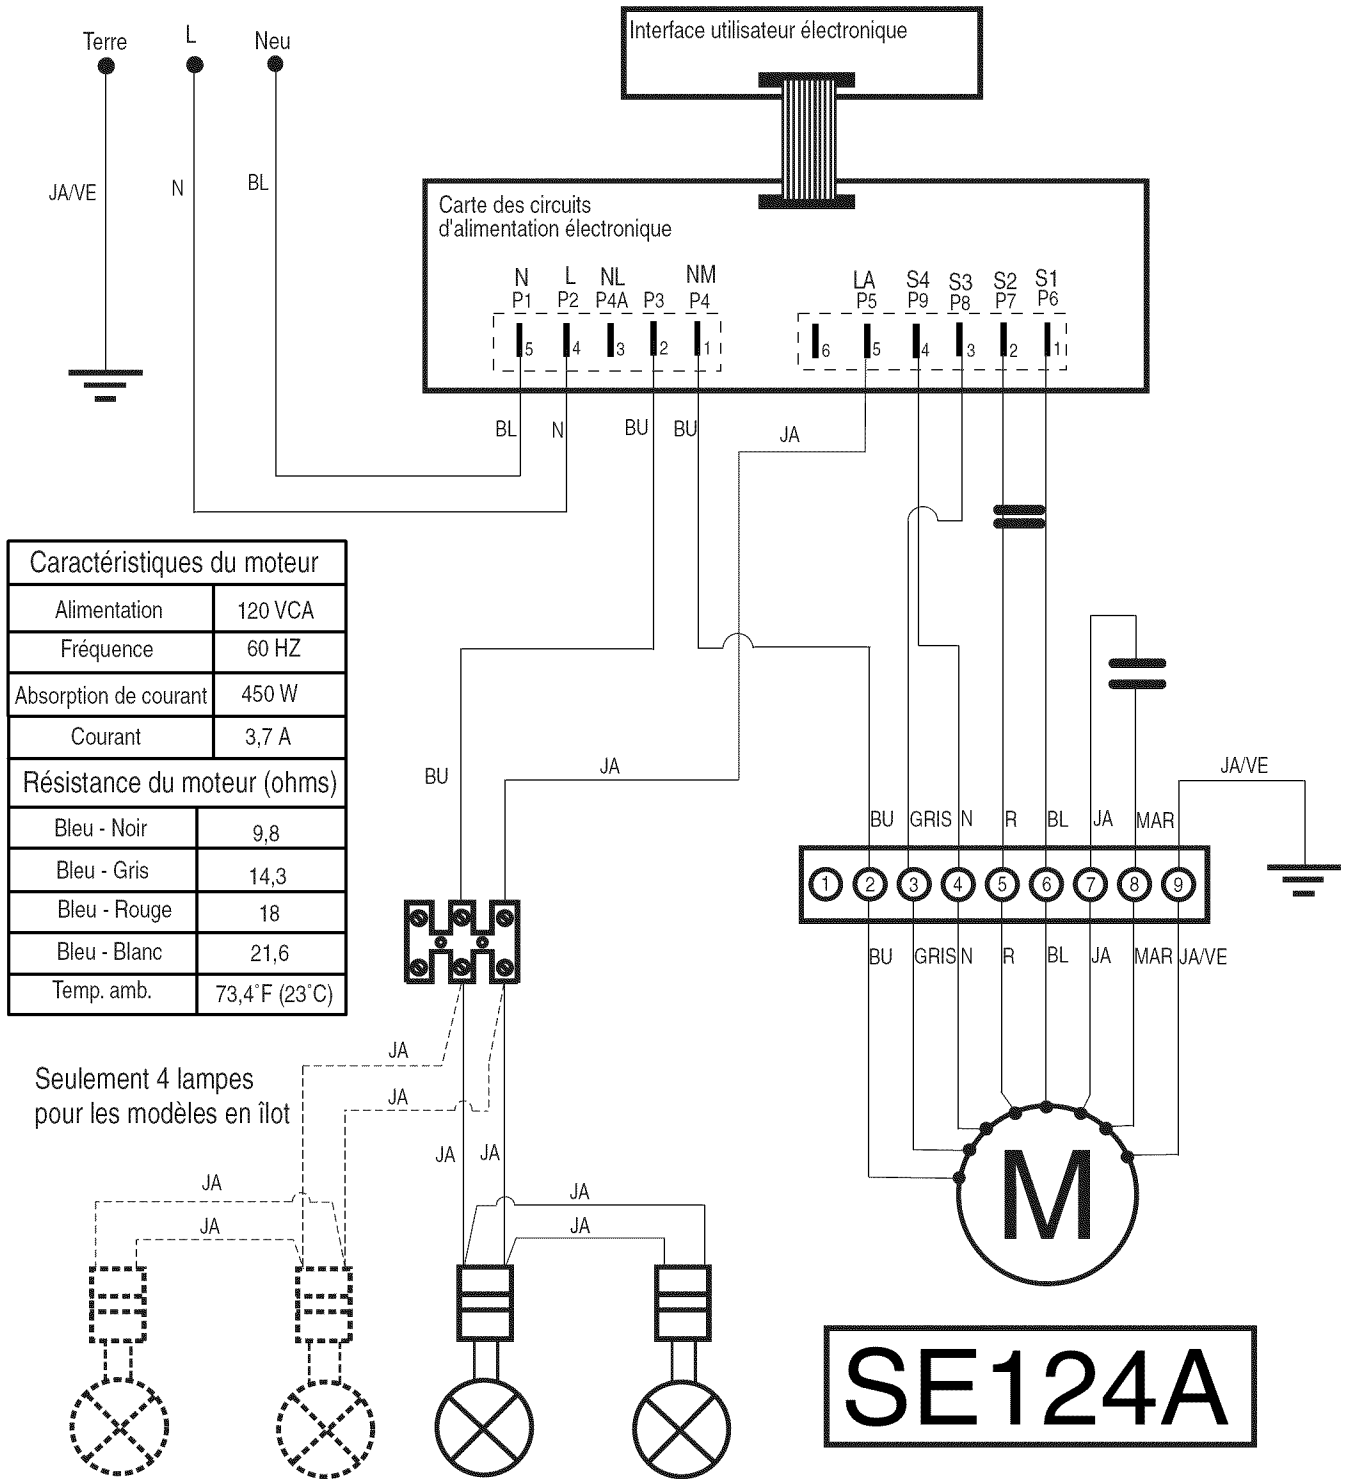 Interface utilisateur électronique
Terre
L
Neu
JA/VE
N
BL
Carte des circuits
d'alimentation électronique
N L NL NM
P1 P2 P4A P3 P4
5 4 3 2 1
LA S4 S3 S2 S1
P5 P9 P8 P7 P6
6 5 4 3 2 1
BL N BU BU JA
Caractéristiques du moteur
Alimentation 120 VCA
Fréquence 60 HZ
Absorption de courant 450 W
Courant 3,7 A
Résistance du moteur (ohms)
Bleu - Noir 9,8
Bleu - Gris 14,3
Bleu - Rouge 18
Bleu - Blanc 21,6
Temp. amb. 73,4°F (23°C)
BU
JA
JA/VE
BU GRIS N R BL JA MAR
1 2 3 4 5 6 7 8 9
BU GRIS N R BL JA MAR JA/VE
Seulement 4 lampes
pour les modèles en îlot
JA
JA
JA
JA
JA
JA
JA
JA
M
SE124A